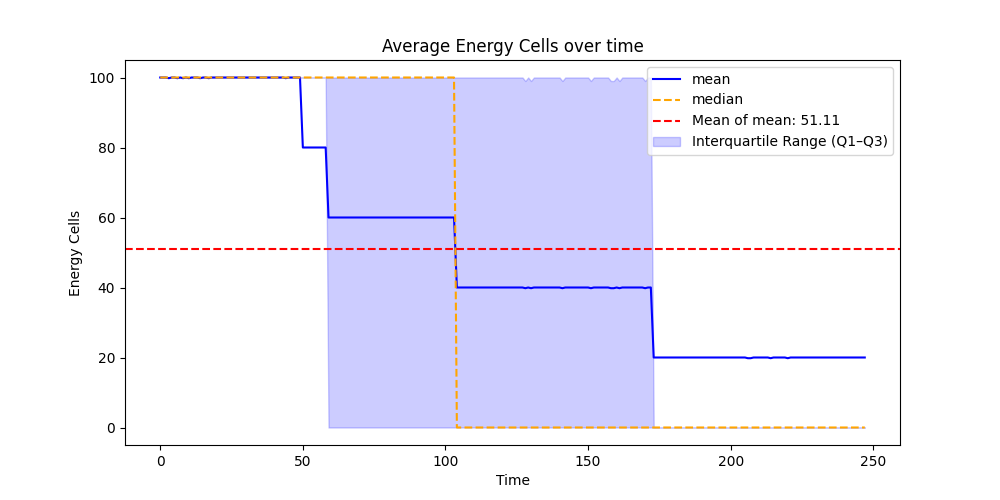 Average Energy Cells over time
mean
median
Mean of mean: 51.11
Interquartile Range (Q1–Q3)
Energy Cells
100
80
60
40
20
0
0 50 100 150 200 250
Time